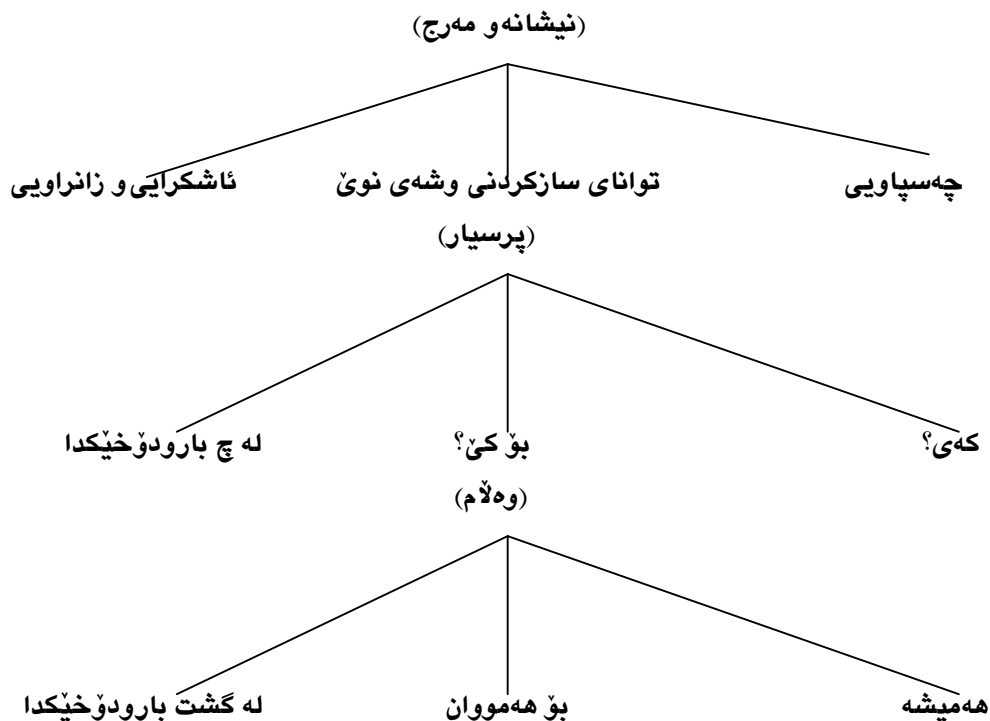 (نیشانەو مەرج)
چەسپاویی توانای سازکردنی وشەی نوێ ئاشکرایی و زانراویی
(پرسیار)
کەی؟ بۆ کێ؟ لە چ بارودۆخێکدا
(وەڵام)
هەمیشە بۆ هەمووان لە گشت بارودۆخێکدا